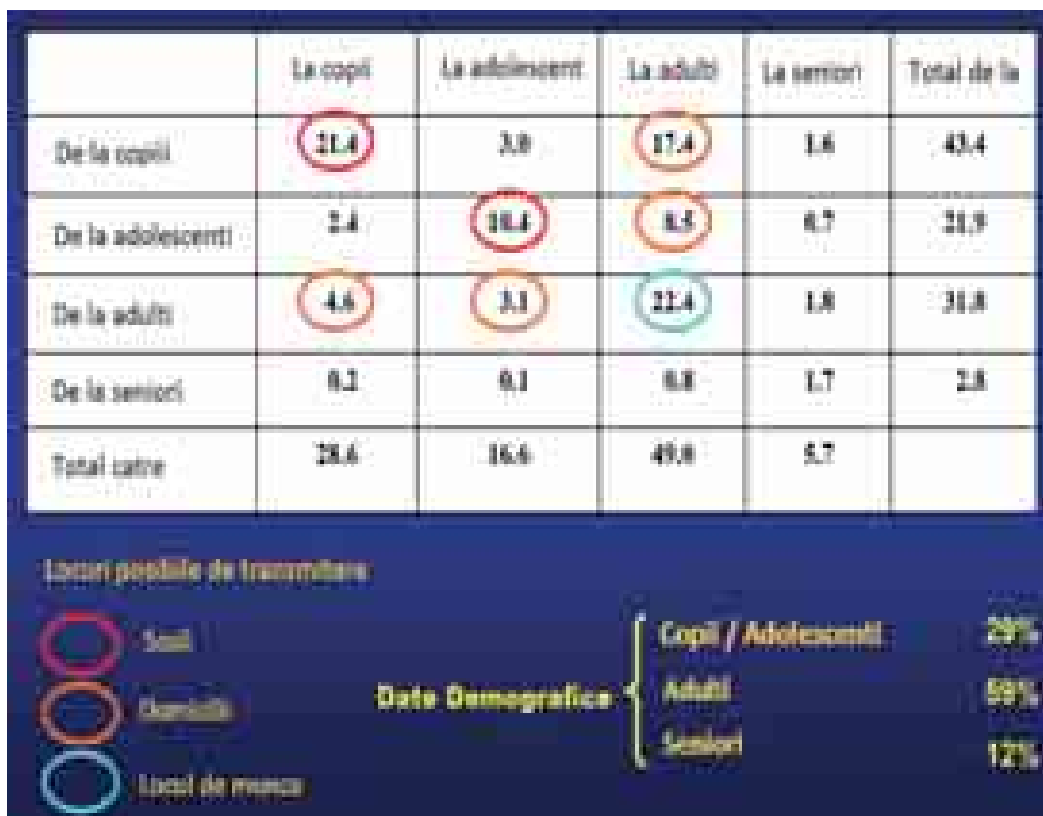 La copii La adolescent La adulti La seniori Total de la
De la copiii 21.4 3.0 17.4 1.6 43.4
De la adolescenti 2.4 10.4 8.5 0.7 21.9
De la adulti 4.6 3.1 22.4 1.8 31.8
De la seniori 0.2 0.1 0.8 1.7 2.8
Total catre 28.6 16.6 49.0 5.7
Locuri posibile de transmitere
Locul de munca
Date Demografice
Copil / Adolescenti 29%
Adulti 59%
Seniori 12%